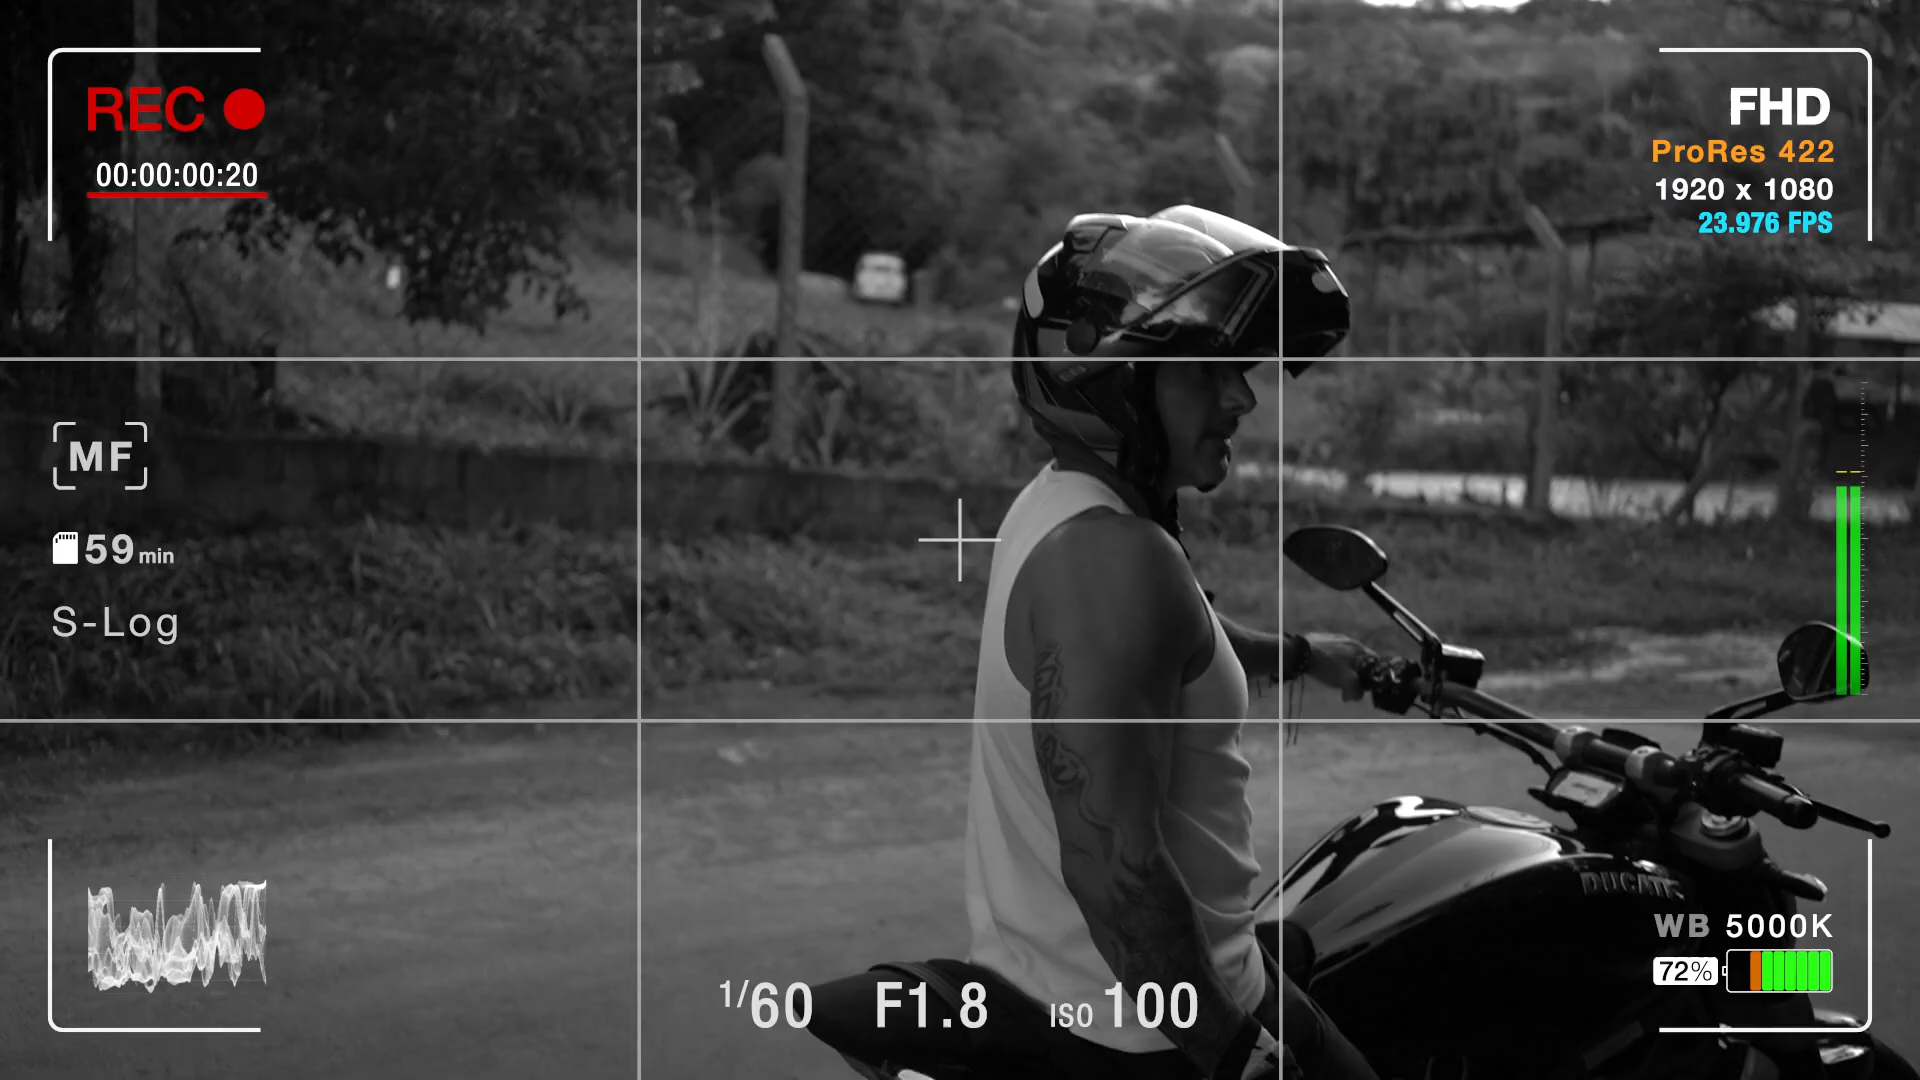 REC
00:00:00:20
FHD
ProRes 422
1920 x 1080
23.976 FPS
MF
59 min
S-Log
DUCATI
WB 5000K
72%
1/60 F1.8 ISO 100